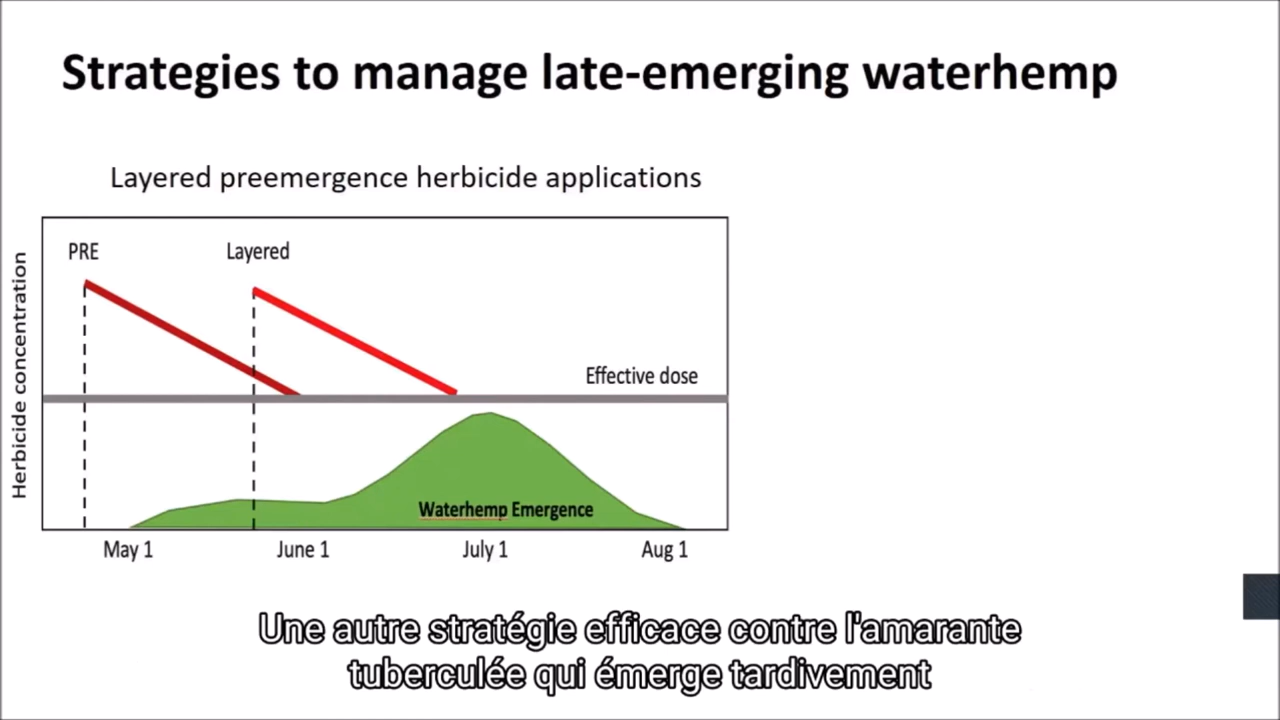 Strategies to manage late-emerging waterhemp
Layered preemergence herbicide applications
Herbicide concentration
PRE
Layered
Effective dose
Waterhemp Emergence
May 1
June 1
July 1
Aug 1
Une autre stratégie efficace contre l'amarante
tuberculée qui émerge tardivement